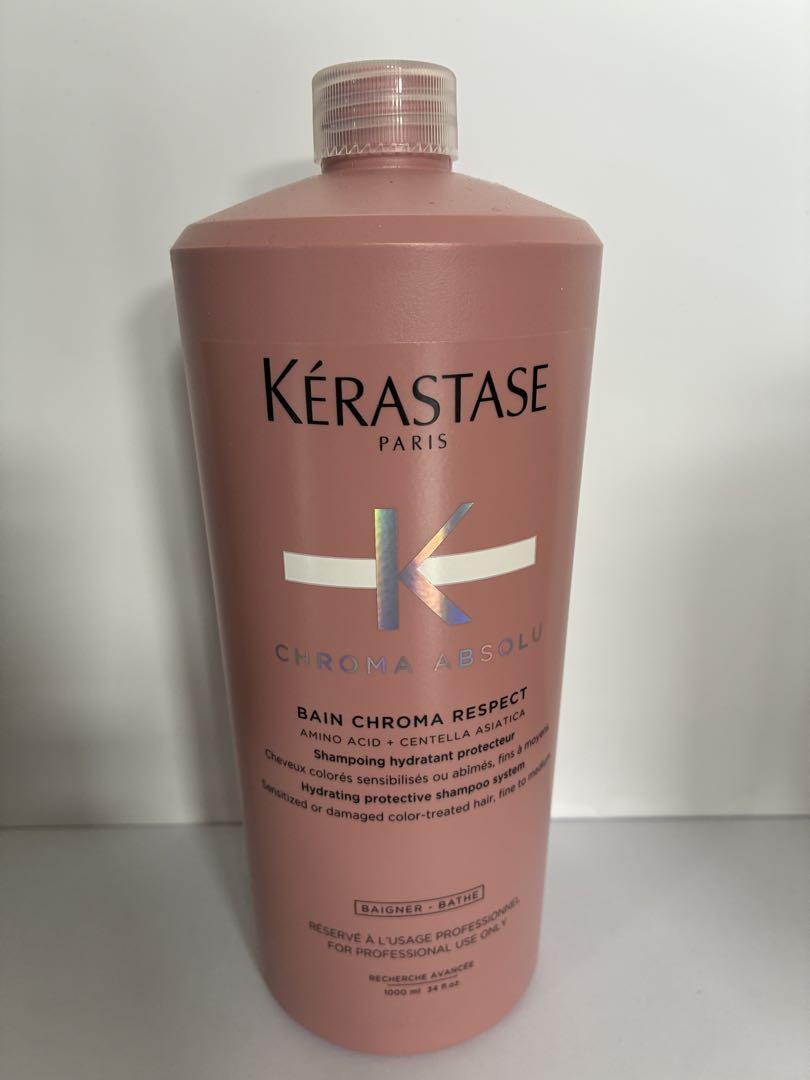 KÉRASTASE
PARIS
K
CHROMA ABSOLU
BAIN CHROMA RESPECT
AMINO ACID + CENTELLA ASIATICA
Shampoing hydratant protecteur
Cheveux colorés sensibilisés ou abîmés, fins à moyens
Hydrating protective shampoo system
Sensitized or damaged color-treated hair, fine to medium
BAIGNER - BATHE
RÉSERVÉ À L'USAGE PROFESSIONNEL
FOR PROFESSIONAL USE ONLY
RECHERCHE AVANCÉE
1000 ml 34 fl.oz